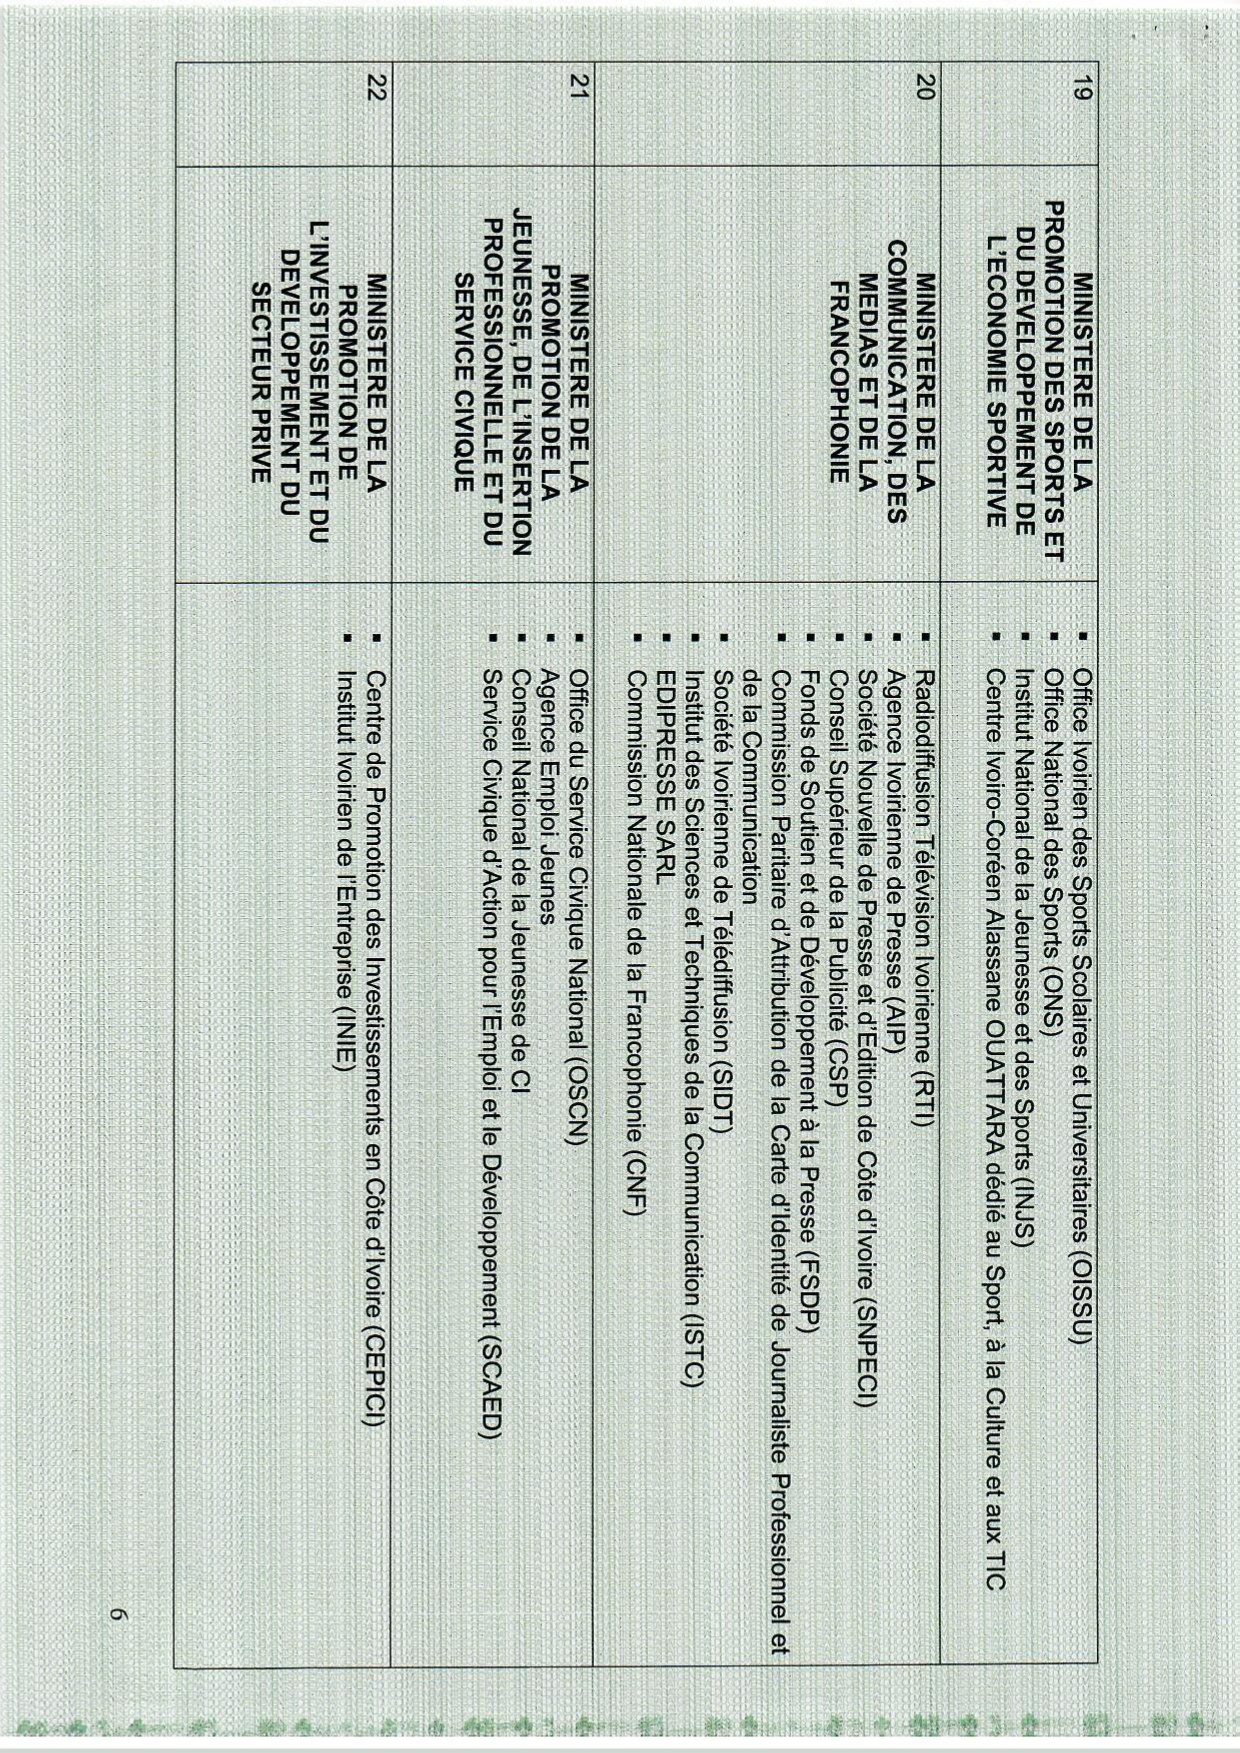 19
MINISTERE DE LA
PROMOTION DES SPORTS ET
DU DEVELOPPEMENT DE
L'ECONOMIE SPORTIVE
▪ Office Ivoirien des Sports Scolaires et Universitaires (OISSU)
▪ Office National des Sports (ONS)
▪ Institut National de la Jeunesse et des Sports (INJS)
▪ Centre Ivoiro-Coréen Alassane OUATTARA dédié au Sport, à la Culture et aux TIC
20
MINISTERE DE LA
COMMUNICATION, DES
MEDIAS ET DE LA
FRANCOPHONIE
▪ Radiodiffusion Télévision Ivoirienne (RTI)
▪ Agence Ivoirienne de Presse (AIP)
▪ Société Nouvelle de Presse et d'Edition de Côte d'Ivoire (SNPECI)
▪ Conseil Supérieur de la Publicité (CSP)
▪ Fonds de Soutien et de Développement à la Presse (FSDP)
▪ Commission Paritaire d'Attribution de la Carte d'Identité de Journaliste Professionnel et
de la Communication
▪ Société Ivoirienne de Télédiffusion (SIDT)
▪ Institut des Sciences et Techniques de la Communication (ISTC)
▪ EDIPRESSE SARL
▪ Commission Nationale de la Francophonie (CNF)
21
MINISTERE DE LA
PROMOTION DE LA
JEUNESSE, DE L'INSERTION
PROFESSIONNELLE ET DU
SERVICE CIVIQUE
▪ Office du Service Civique National (OSCN)
▪ Agence Emploi Jeunes
▪ Conseil National de la Jeunesse de CI
▪ Service Civique d'Action pour l'Emploi et le Développement (SCAED)
22
MINISTERE DE LA
PROMOTION DE
L'INVESTISSEMENT ET DU
DEVELOPPEMENT DU
SECTEUR PRIVE
▪ Centre de Promotion des Investissements en Côte d'Ivoire (CEPICI)
▪ Institut Ivoirien de l'Entreprise (INIE)
6